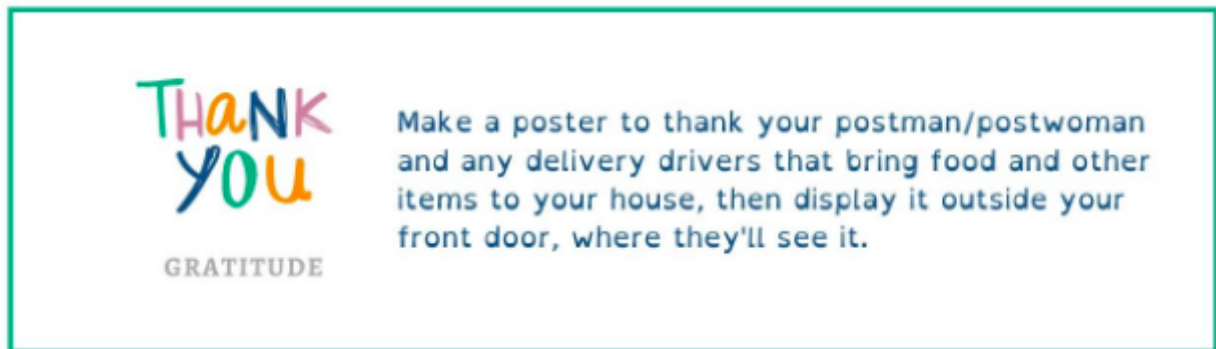 THaNK
YOU
GRATITUDE
Make a poster to thank your postman/postwoman
and any delivery drivers that bring food and other
items to your house, then display it outside your
front door, where they'll see it.